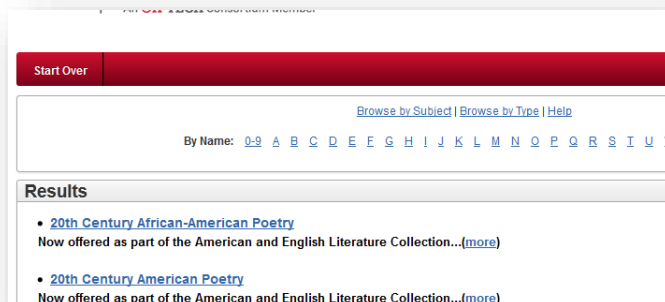 Consortium Member
Start Over
Browse by Subject | Browse by Type | Help
By Name: 0-9 A B C D E F G H I J K L M N O P Q R S T U
Results
• 20th Century African-American Poetry
Now offered as part of the American and English Literature Collection...(more)
• 20th Century American Poetry
Now offered as part of the American and English Literature Collection...(more)